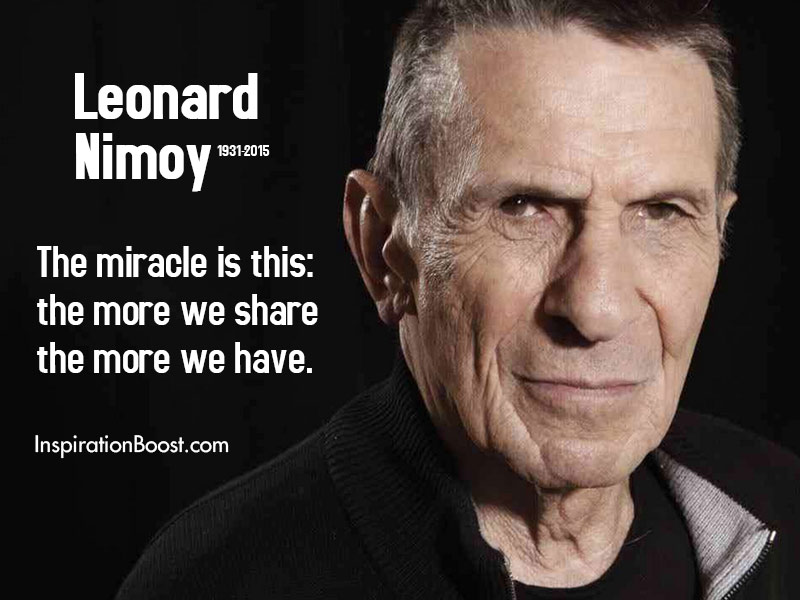 Leonard
Nimoy 1931-2015
The miracle is this:
the more we share
the more we have.
InspirationBoost.com